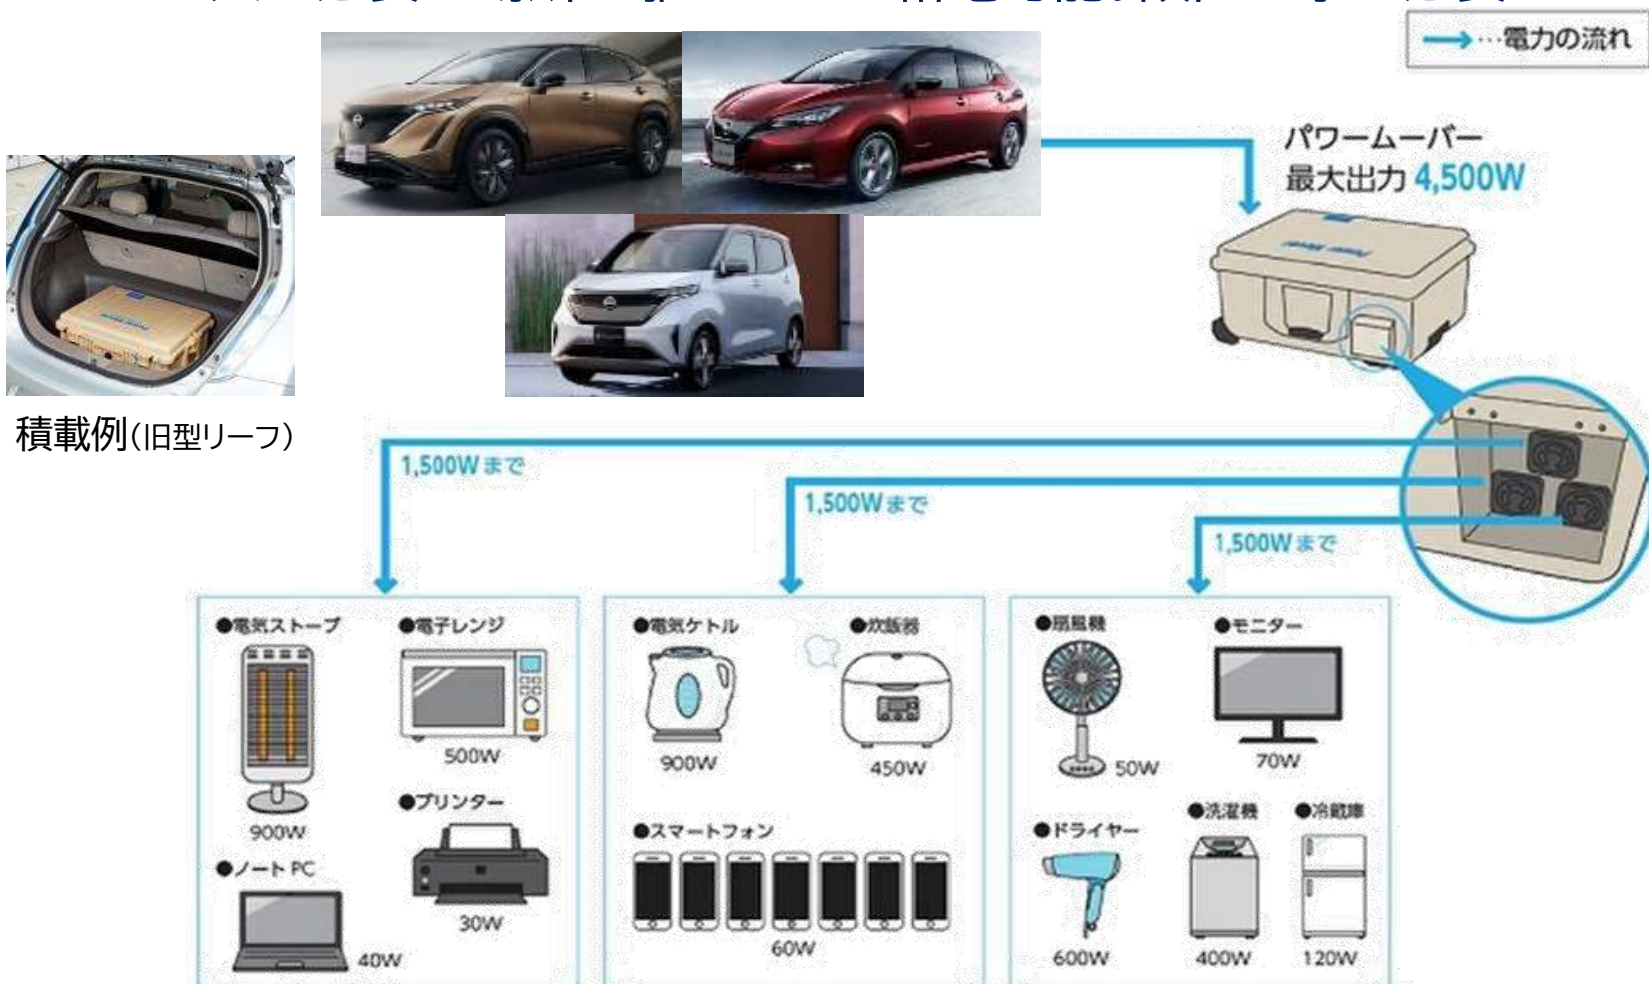 →…電力の流れ
パワームーバー
最大出力 4,500W
積載例(旧型リーフ)
1,500Wまで
1,500Wまで
1,500Wまで
●電気ストーブ
900W
●電子レンジ
500W
●プリンター
30W
●ノートPC
40W
●電気ケトル
900W
●炊飯器
450W
●スマートフォン
60W
●扇風機
50W
●モニター
70W
●ドライヤー
600W
●洗濯機
400W
●冷蔵庫
120W